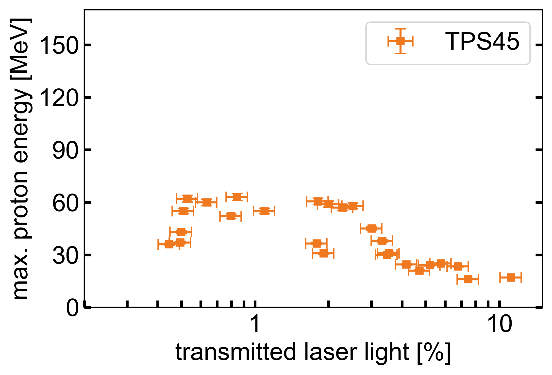 max. proton energy [MeV]
150
120
90
60
30
0
TPS45
1
10
transmitted laser light [%]